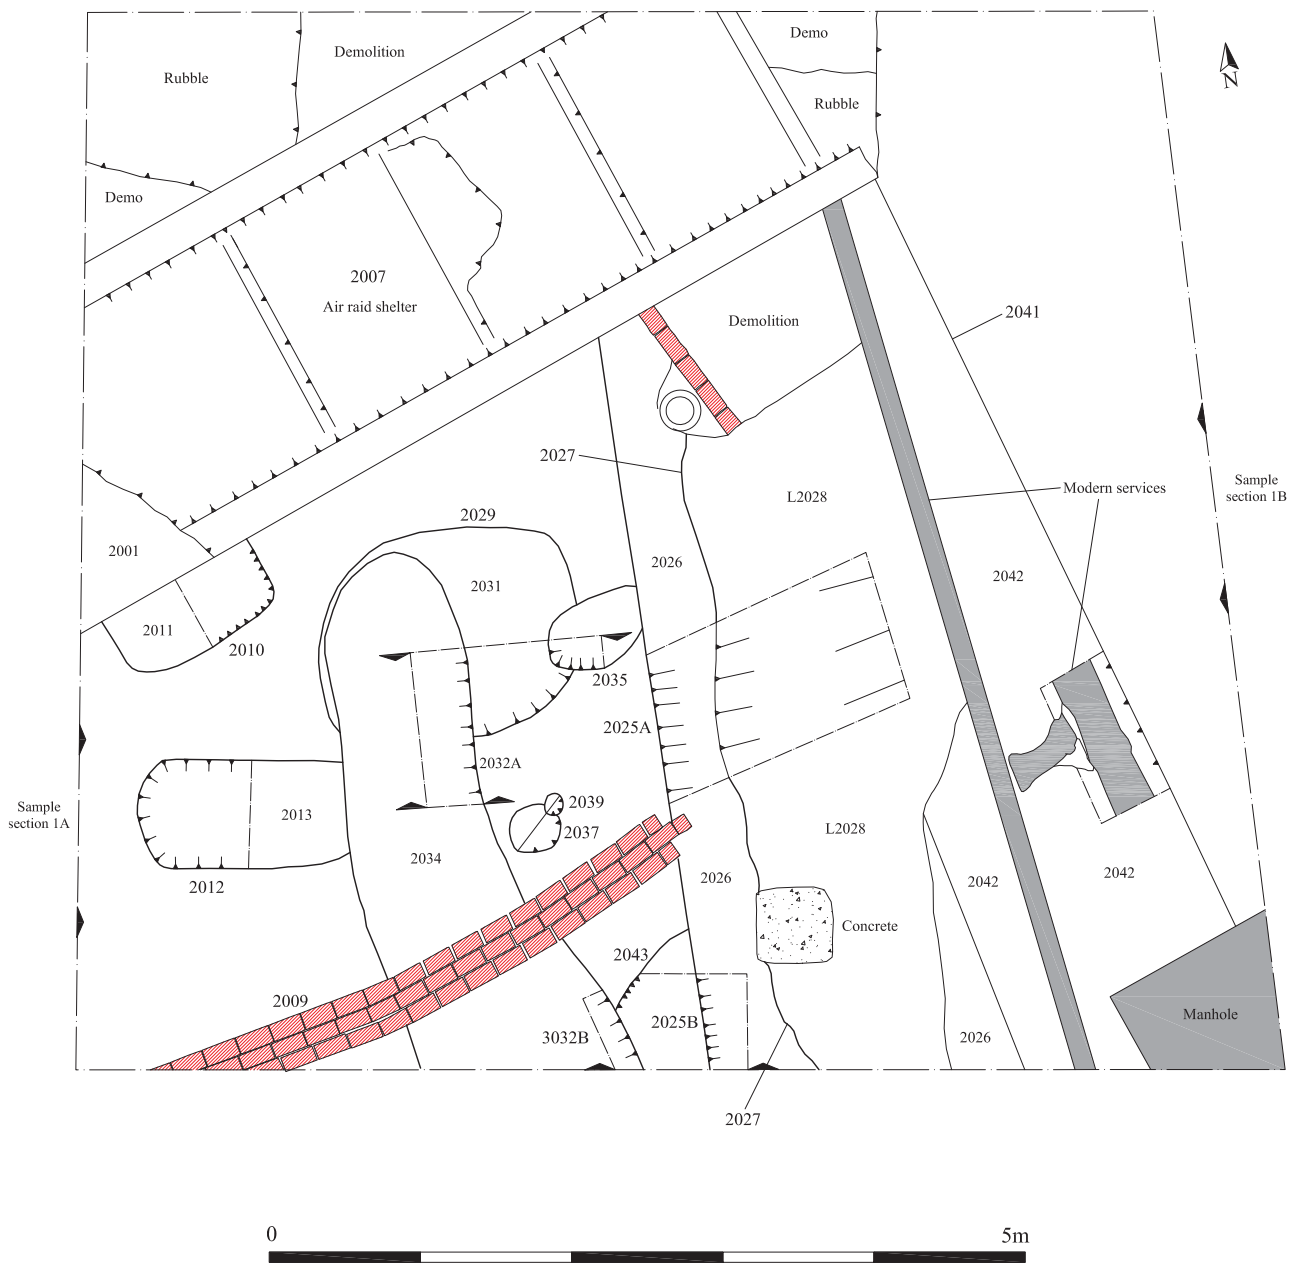 Demolition
Demo
Rubble
N
Rubble
Demo
2007
Air raid shelter
2041
Demolition
2027
Modern services
Sample
section 1B
L2028
2029
2001
2026
2042
2031
2011
2010
2035
2025A
2032A
2039
2013
2037
Sample
section 1A
L2028
2034
2012
2026
2042
2042
Concrete
2043
2009
2025B
3032B
Manhole
2026
2027
0
5m